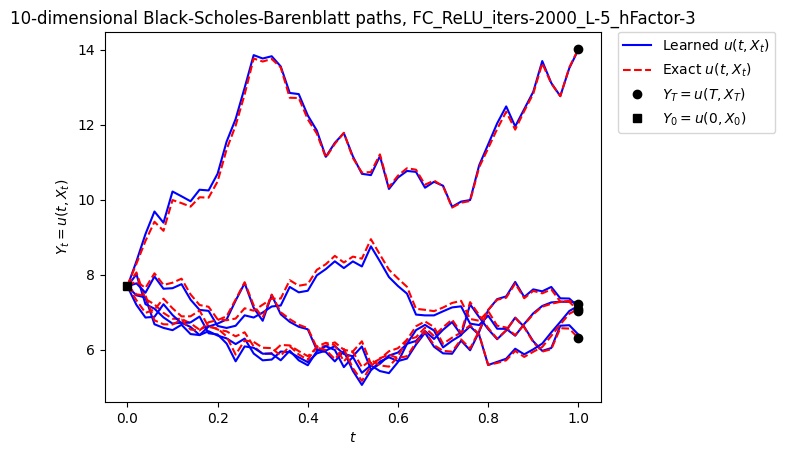 10-dimensional Black-Scholes-Barenblatt paths, FC_ReLU_iters-2000_L-5_hFactor-3
14
12
10
8
6
Y_t = u(t, X_t)
0.0 0.2 0.4 0.6 0.8 1.0
t
Learned u(t, X_t)
Exact u(t, X_t)
Y_T = u(T, X_T)
Y_0 = u(0, X_0)